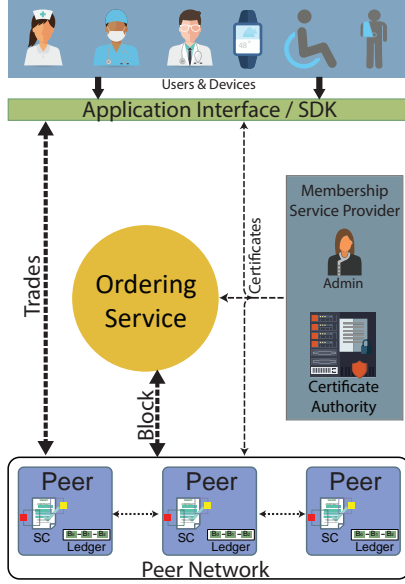 Users & Devices
Application Interface / SDK
Trades
Certificates
Membership
Service Provider
Admin
Certificate
Authority
Ordering
Service
Block
Peer
SC
Ledger
Peer
SC
Ledger
Peer
SC
Ledger
Peer Network